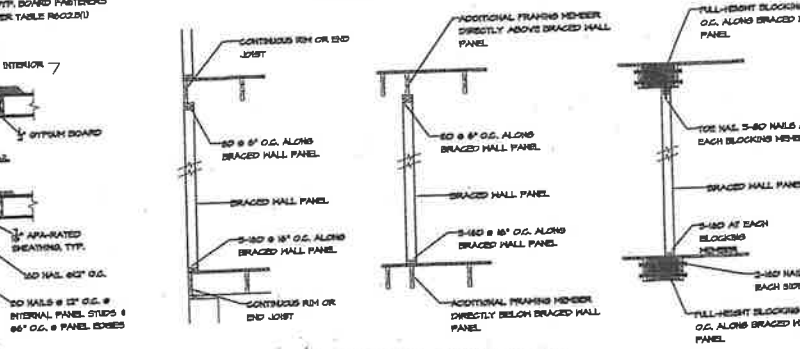 TYP. BOARD FASTENERS
PER TABLE R602.3(1)
INTERIOR
GYPSUM BOARD
APA-RATED
SHEATHING, TYP.
16D NAIL @12" O.C.
8D NAILS @ 12" O.C. @
INTERNAL PANEL STUDS &
@6" O.C. @ PANEL EDGES
CONTINUOUS RIM OR END
JOIST
8D @ 6" O.C. ALONG
BRACED WALL PANEL
BRACED WALL PANEL
3-16D @ 16" O.C. ALONG
BRACED WALL PANEL
CONTINUOUS RIM OR
END JOIST
ADDITIONAL FRAMING MEMBER
DIRECTLY ABOVE BRACED WALL
PANEL
8D @ 6" O.C. ALONG
BRACED WALL PANEL
BRACED WALL PANEL
3-16D @ 16" O.C. ALONG
BRACED WALL PANEL
ADDITIONAL FRAMING MEMBER
DIRECTLY BELOW BRACED WALL
PANEL
FULL-HEIGHT BLOCKING
O.C. ALONG BRACED
PANEL
TOE NAIL 3-8D NAILS
EACH BLOCKING
BRACED WALL
3-16D AT EACH
BLOCKING
MEMBER
2-16D
EACH SIDE
FULL-HEIGHT BLOCKING
O.C. ALONG BRACED
PANEL